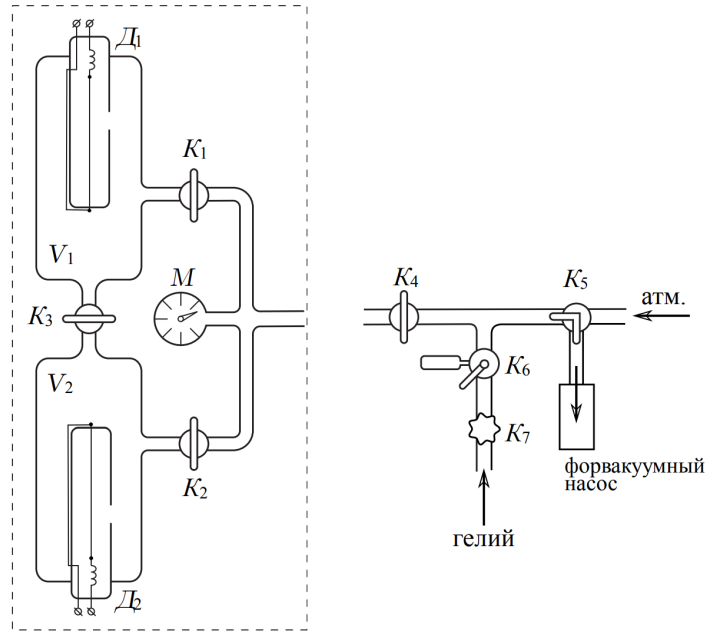 Д1
K1
V1
M
K3
K4
K5
атм.
V2
K6
K7
K2
форвакуумный
насос
гелий
Д2